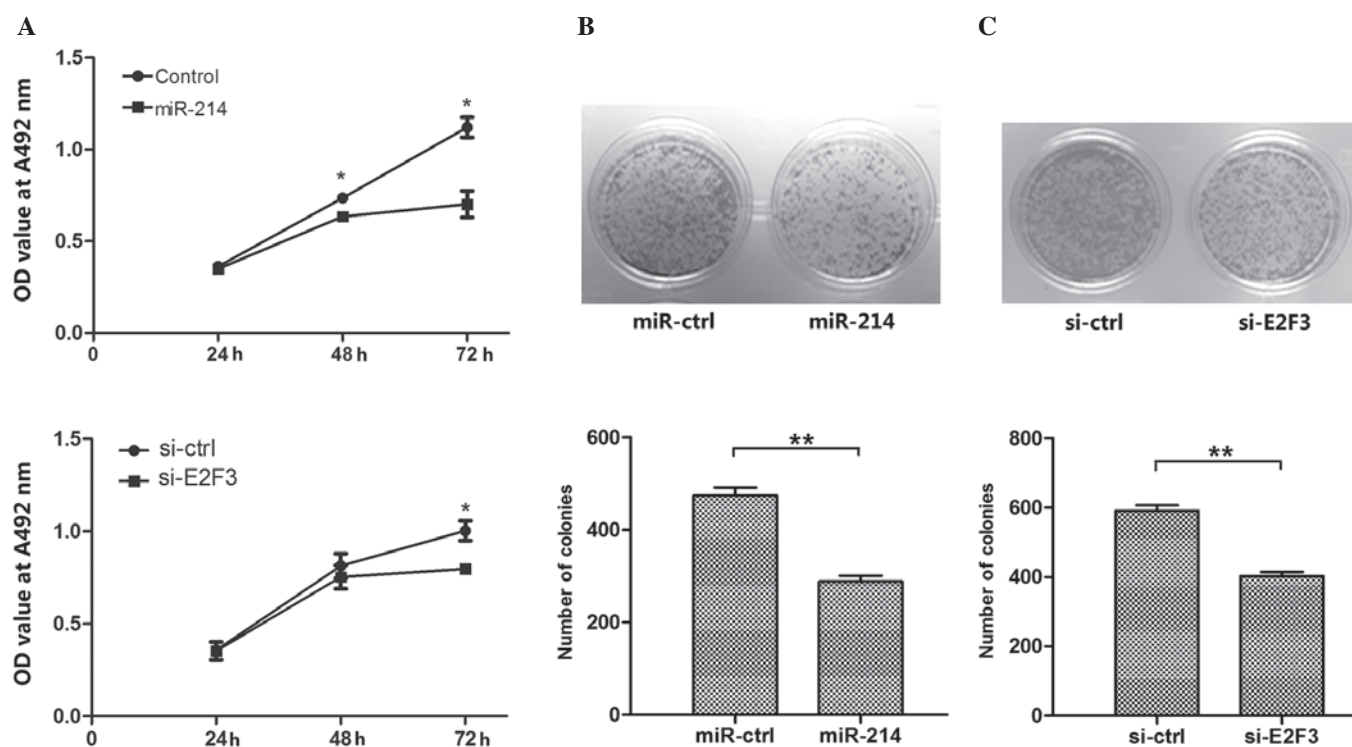 A
1.5
1.0
0.5
0.0
OD value at A492 nm
Control
miR-214
*
*
0
24 h
48 h
72 h
1.5
1.0
0.5
0.0
OD value at A492 nm
si-ctrl
si-E2F3
*
0
24 h
48 h
72 h
B
miR-ctrl
miR-214
600
400
200
0
Number of colonies
**
miR-ctrl
miR-214
C
si-ctrl
si-E2F3
800
600
400
200
0
Number of colonies
**
si-ctrl
si-E2F3